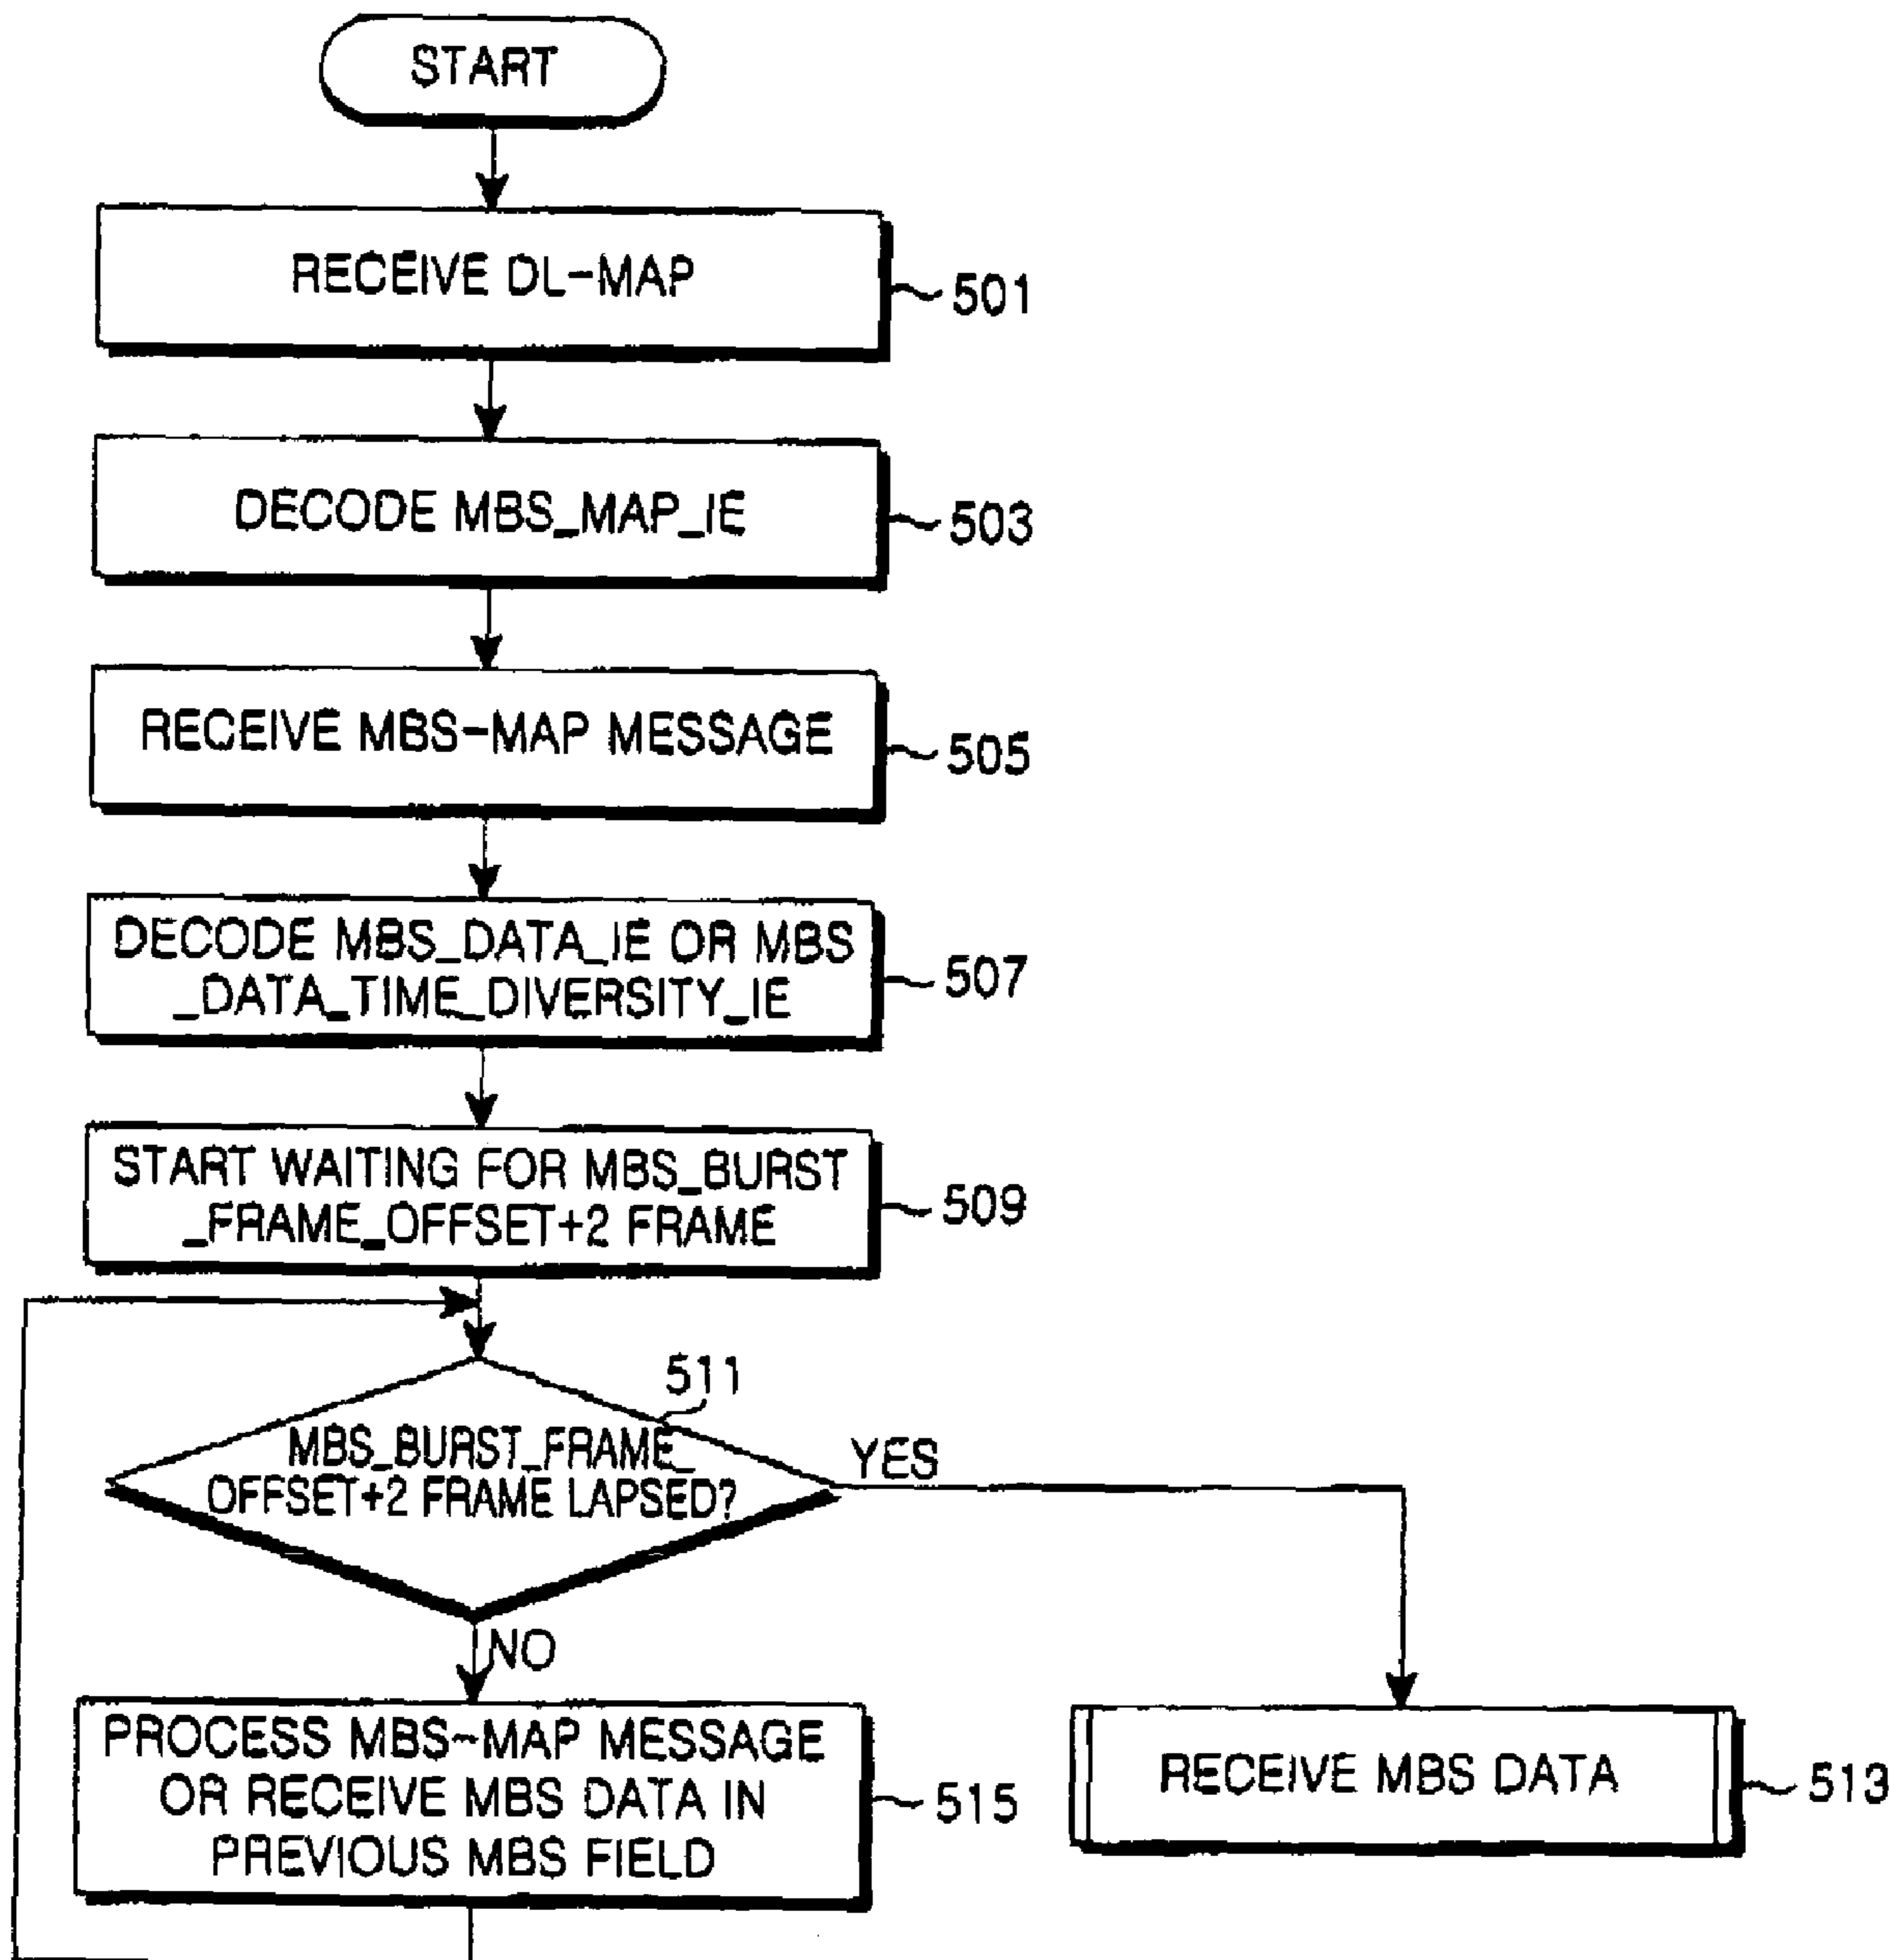 START
RECEIVE DL-MAP
501
DECODE MBS_MAP_IE
503
RECEIVE MBS-MAP MESSAGE
505
DECODE MBS_DATA_IE OR MBS
_DATA_TIME_DIVERSITY_IE
507
START WAITING FOR MBS_BURST
_FRAME_OFFSET+2 FRAME
509
511
MBS_BURST_FRAME_
OFFSET+2 FRAME LAPSED?
YES
NO
PROCESS MBS-MAP MESSAGE
OR RECEIVE MBS DATA IN
PREVIOUS MBS FIELD
515
RECEIVE MBS DATA
513